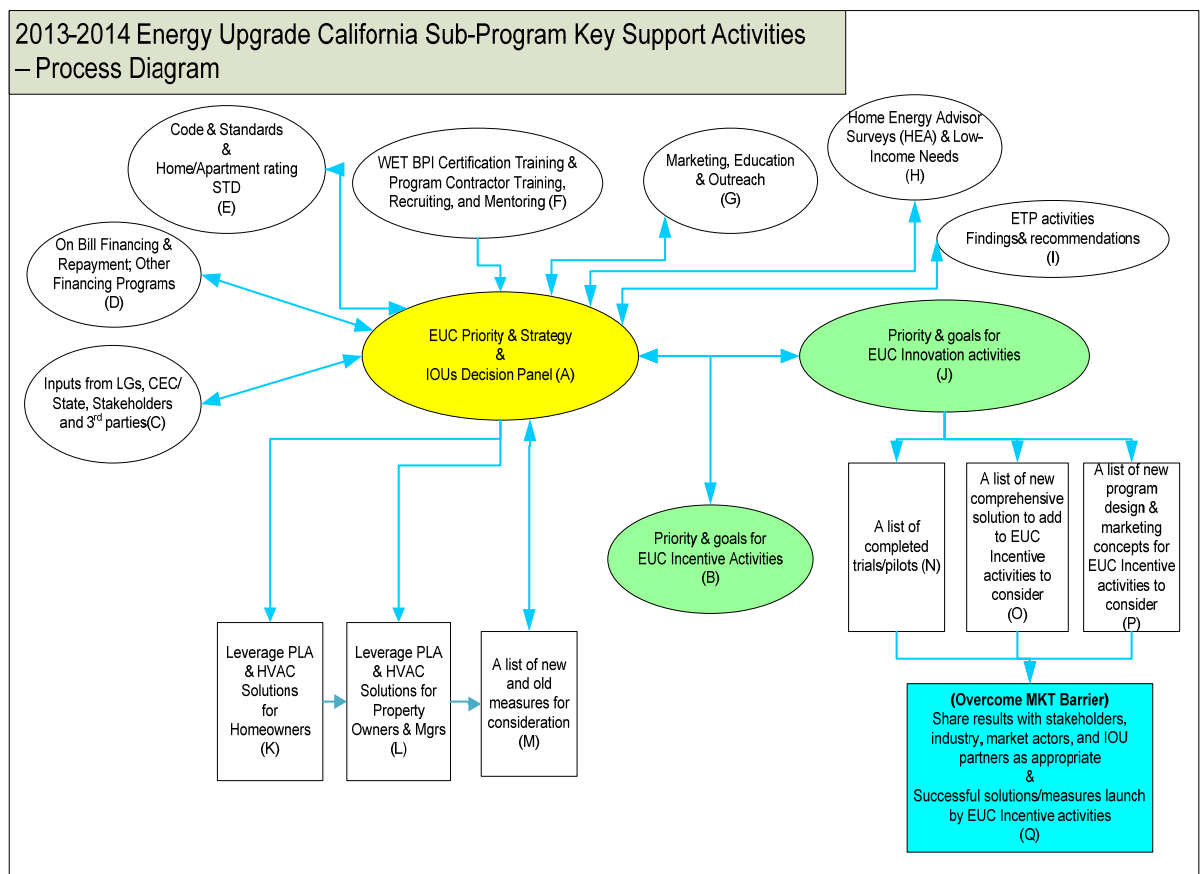 2013-2014 Energy Upgrade California Sub-Program Key Support Activities
– Process Diagram
Code & Standards
&
Home/Apartment rating
STD
(E)
WET BPI Certification Training &
Program Contractor Training,
Recruiting, and Mentoring (F)
Marketing, Education
& Outreach
(G)
Home Energy Advisor
Surveys (HEA) & Low-
Income Needs
(H)
ETP activities
Findings& recommendations
(I)
On Bill Financing &
Repayment; Other
Financing Programs
(D)
Inputs from LGs, CEC/
State, Stakeholders
and 3rd parties(C)
EUC Priority & Strategy
&
IOUs Decision Panel (A)
Priority & goals for
EUC Innovation activities
(J)
Priority & goals for
EUC Incentive Activities
(B)
A list of
completed
trials/pilots (N)
A list of new
comprehensive
solution to add
to EUC
Incentive
activities to
consider
(O)
A list of new
program
design &
marketing
concepts for
EUC Incentive
activities to
consider
(P)
Leverage PLA
& HVAC
Solutions
for
Homeowners
(K)
Leverage PLA
& HVAC
Solutions for
Property
Owners & Mgrs
(L)
A list of new
and old
measures for
consideration
(M)
(Overcome MKT Barrier)
Share results with stakeholders,
industry, market actors, and IOU
partners as appropriate
&
Successful solutions/measures launch
by EUC Incentive activities
(Q)